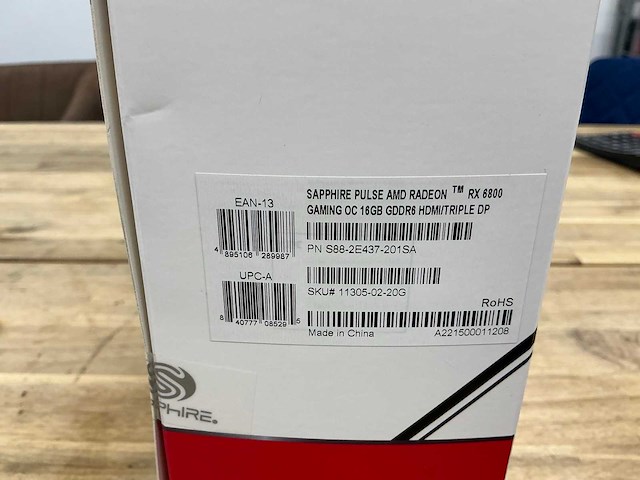 EAN-13
4 895106 289987
UPC-A
8 40777 08529 5
SAPPHIRE PULSE AMD RADEON ™ RX 6800
GAMING OC 16GB GDDR6 HDMI/TRIPLE DP
PN S88-2E437-201SA
SKU# 11305-02-20G
RoHS
Made in China A221500011208
PHIRE.